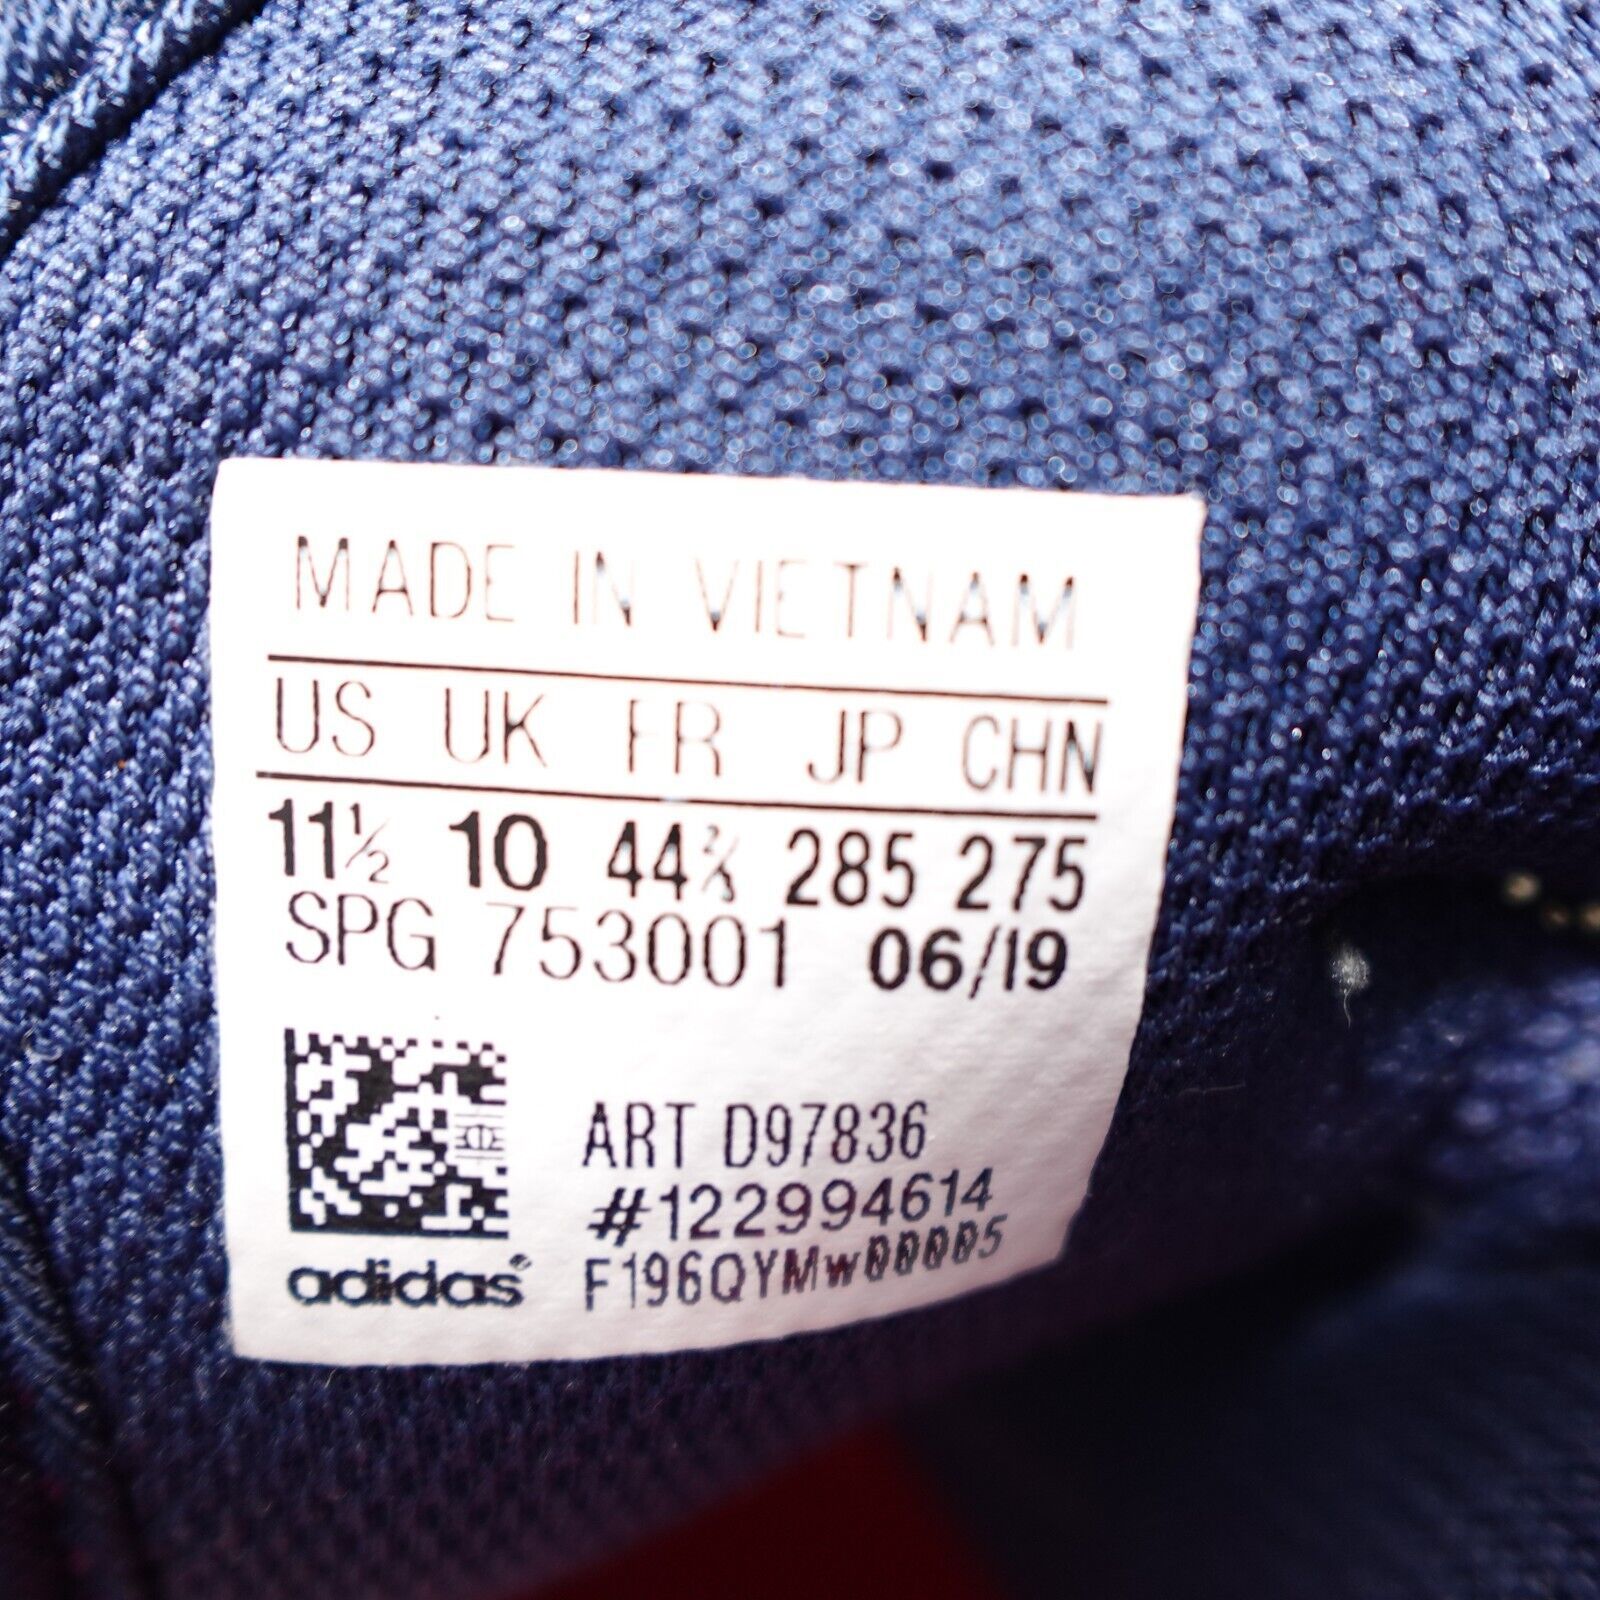 MADE IN VIETNAM
US UK FR JP CHN
11½ 10 44⅔ 285 275
SPG 753001 06/19
ART D97836
#122994614
F196QYMw00005
adidas®